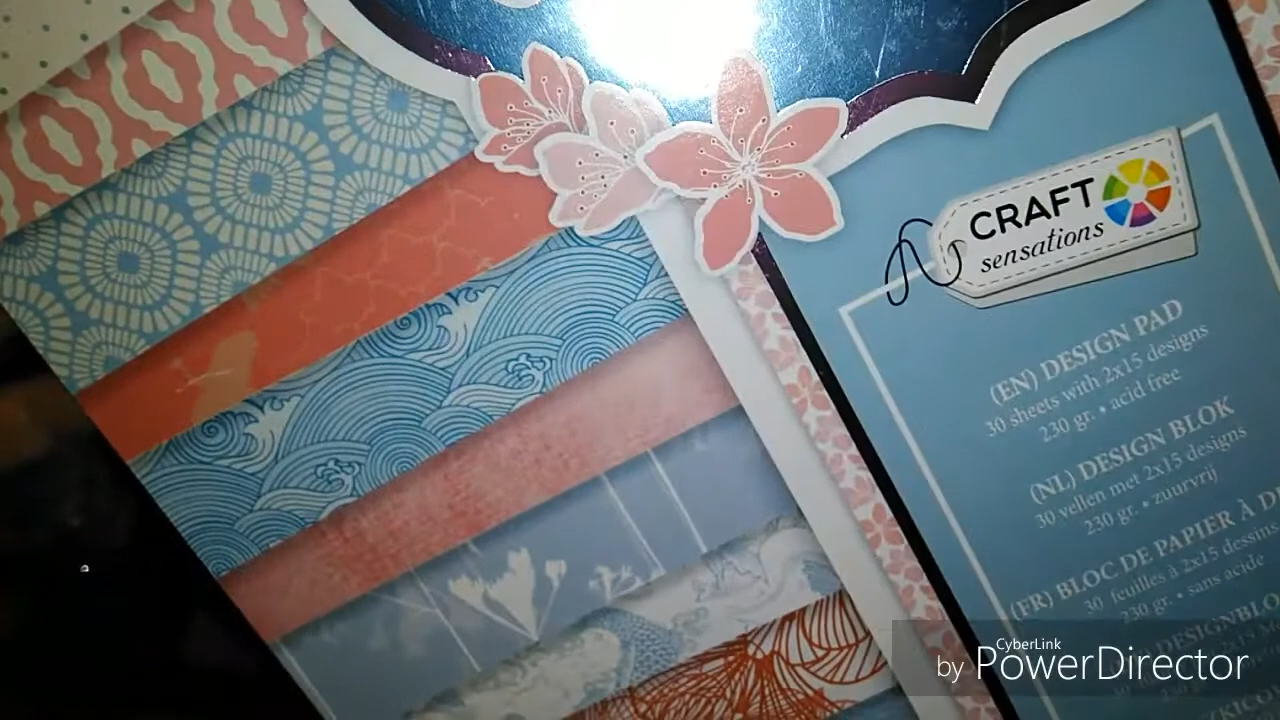 CRAFT
sensations
(EN) DESIGN PAD
30 sheets with 2x15 designs
230 gr. • acid free
(NL) DESIGN BLOK
30 vellen met 2x15 designs
230 gr. • zuurvrij
(FR) BLOC DE PAPIER À
30 feuilles à 2x15 dessins
230 gr. • sans acide
CyberLink
by PowerDirector